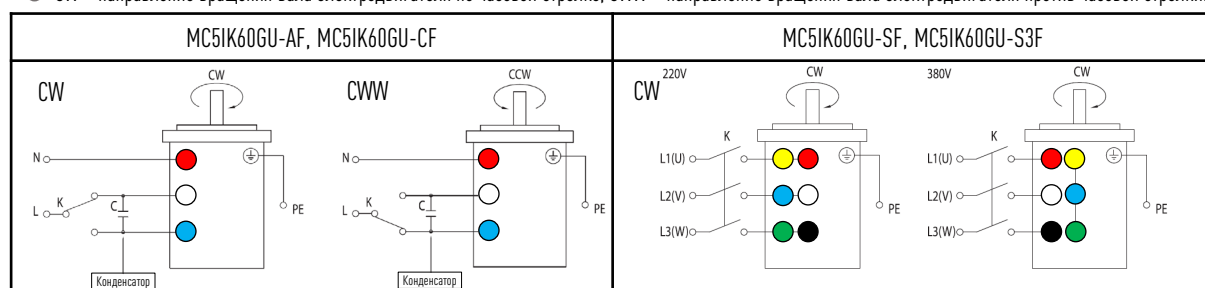 CW – направление вращения вала электродвигателя по часовой стрелке, CWW – направление вращения вала электродвигателя против часовой стрелки
MC5IK60GU-AF, MC5IK60GU-CF
MC5IK60GU-SF, MC5IK60GU-S3F
CW
CW
N
L
K
C
PE
Конденсатор
CWW
CCW
N
L
K
C
PE
Конденсатор
CW
220V
CW
K
L1(U)
L2(V)
L3(W)
PE
380V
CW
K
L1(U)
L2(V)
L3(W)
PE